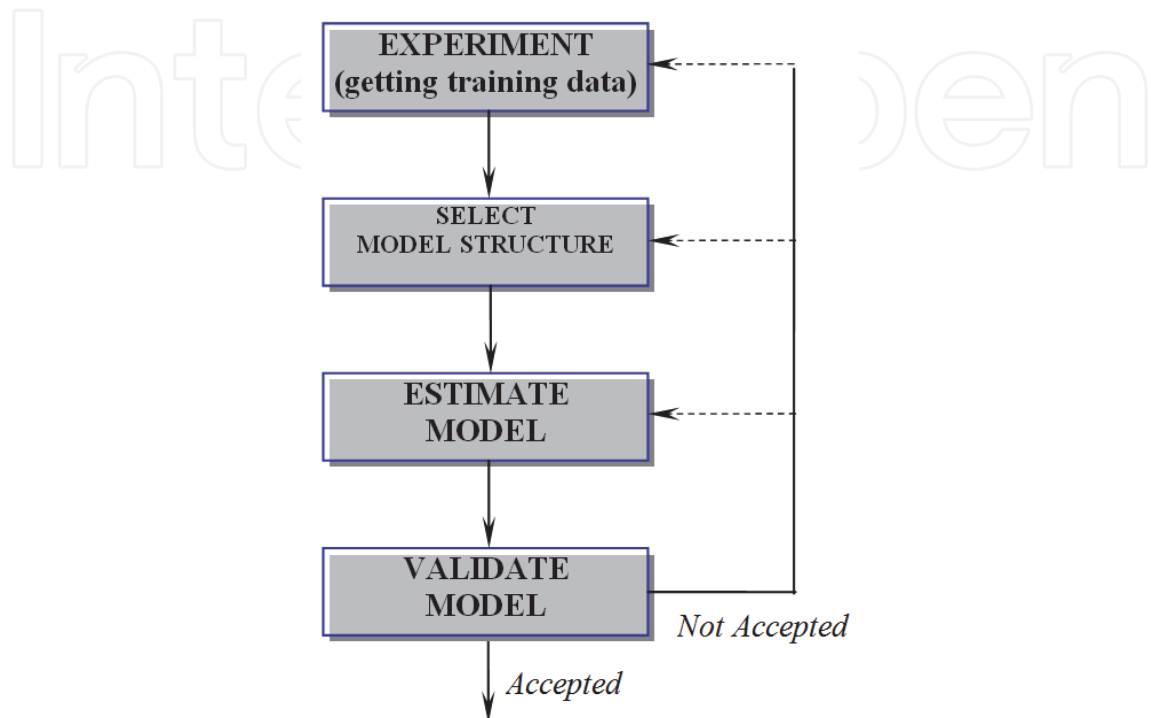 EXPERIMENT
(getting training data)
SELECT
MODEL STRUCTURE
ESTIMATE
MODEL
VALIDATE
MODEL
Not Accepted
Accepted